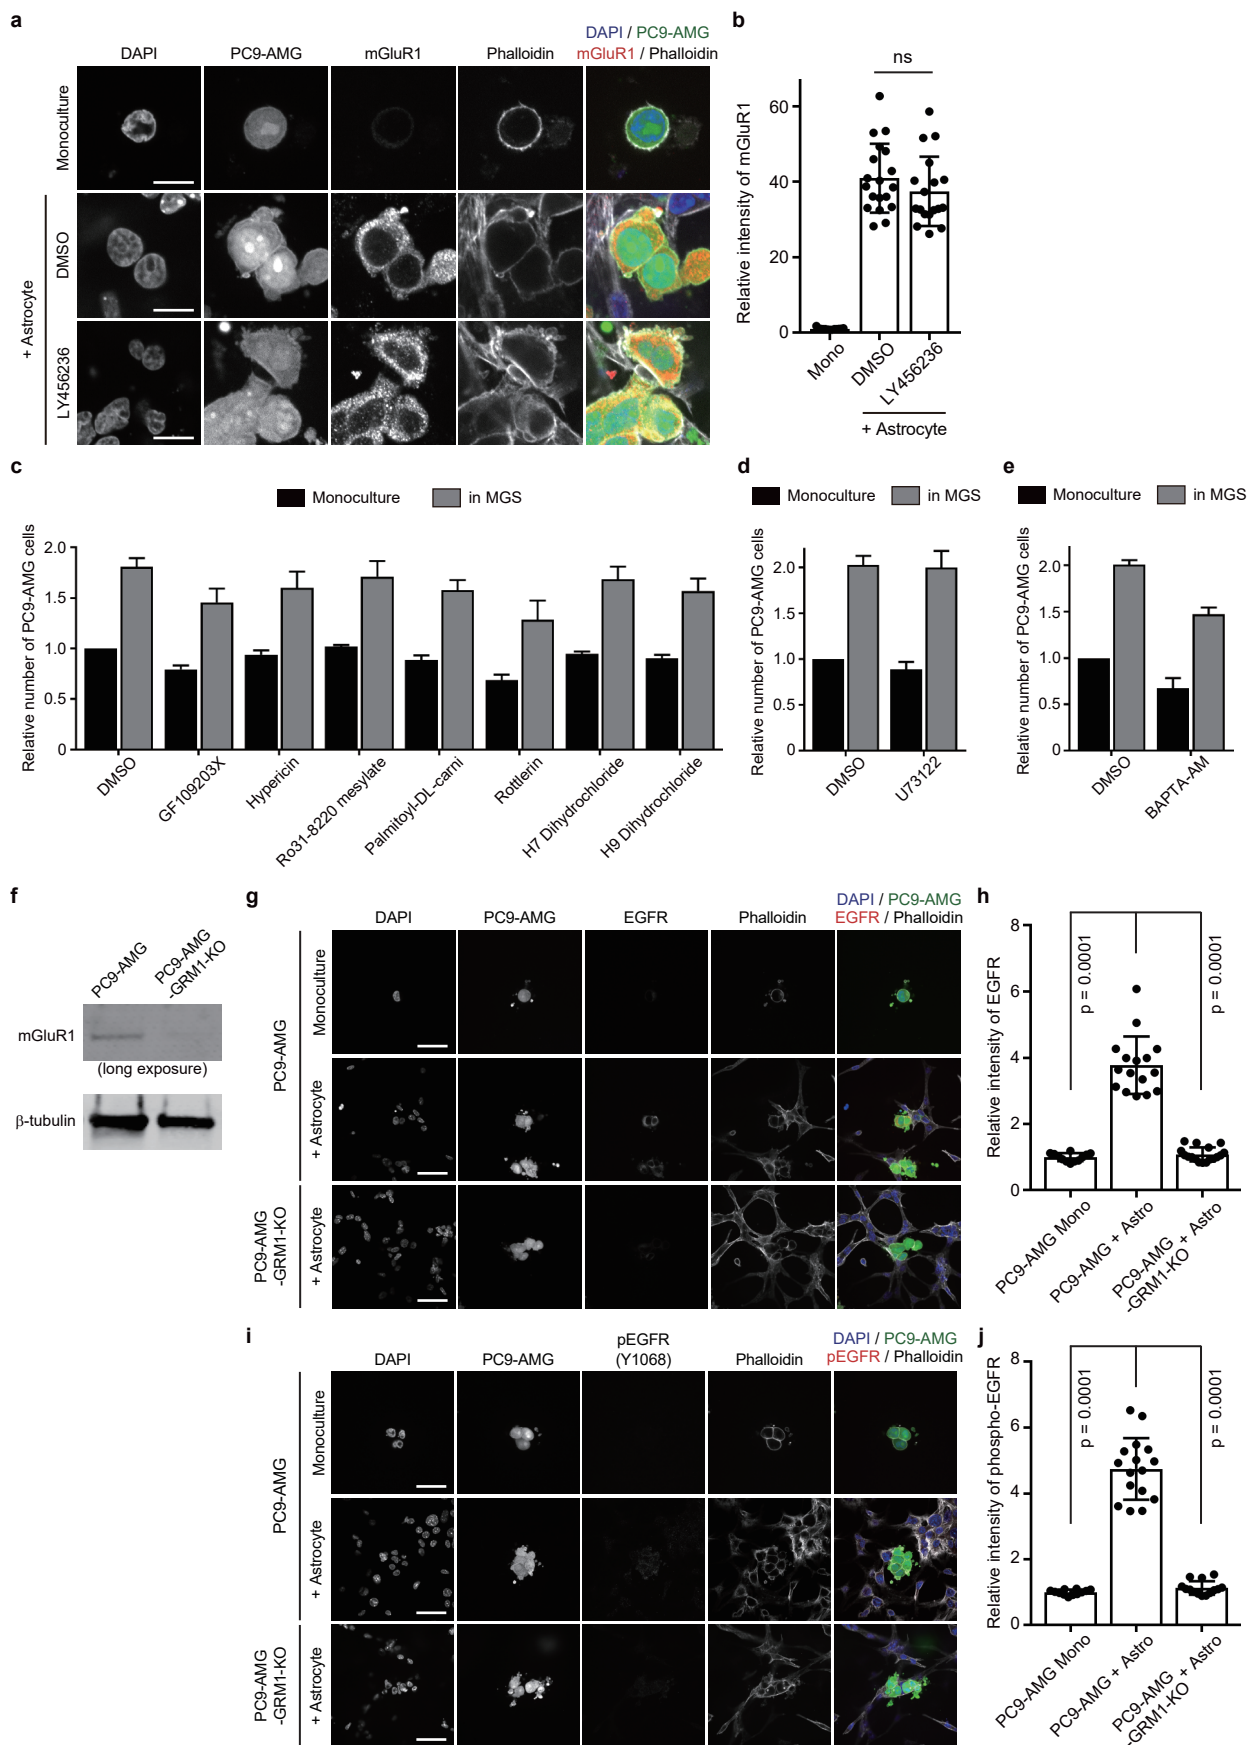 a
DAPI
PC9-AMG
mGluR1
Phalloidin
DAPI / PC9-AMG
mGluR1 / Phalloidin
Monoculture
+ Astrocyte
DMSO
LY456236
b
ns
Relative intensity of mGluR1
60
40
20
0
Mono
DMSO
LY456236
+ Astrocyte
c
Monoculture
in MGS
Relative number of PC9-AMG cells
2.0
1.5
1.0
0.5
0
DMSO
GF109203X
Hypericin
Ro31-8220 mesylate
Palmitoyl-DL-carni
Rottlerin
H7 Dihydrochloride
H9 Dihydrochloride
d
Monoculture
in MGS
Relative number of PC9-AMG cells
2.0
1.5
1.0
0.5
0
DMSO
U73122
e
Monoculture
in MGS
Relative number of PC9-AMG cells
2.0
1.5
1.0
0.5
0
DMSO
BAPTA-AM
f
PC9-AMG
PC9-AMG
-GRM1-KO
mGluR1
(long exposure)
β-tubulin
g
DAPI
PC9-AMG
EGFR
Phalloidin
DAPI / PC9-AMG
EGFR / Phalloidin
PC9-AMG
Monoculture
+ Astrocyte
PC9-AMG
-GRM1-KO
+ Astrocyte
h
Relative intensity of EGFR
8
6
4
2
0
p = 0.0001
p = 0.0001
PC9-AMG Mono
PC9-AMG + Astro
PC9-AMG
-GRM1-KO + Astro
i
DAPI
PC9-AMG
pEGFR
(Y1068)
Phalloidin
DAPI / PC9-AMG
pEGFR / Phalloidin
PC9-AMG
Monoculture
+ Astrocyte
PC9-AMG
-GRM1-KO
+ Astrocyte
j
Relative intensity of phospho-EGFR
8
6
4
2
0
p = 0.0001
p = 0.0001
PC9-AMG Mono
PC9-AMG + Astro
PC9-AMG
-GRM1-KO + Astro